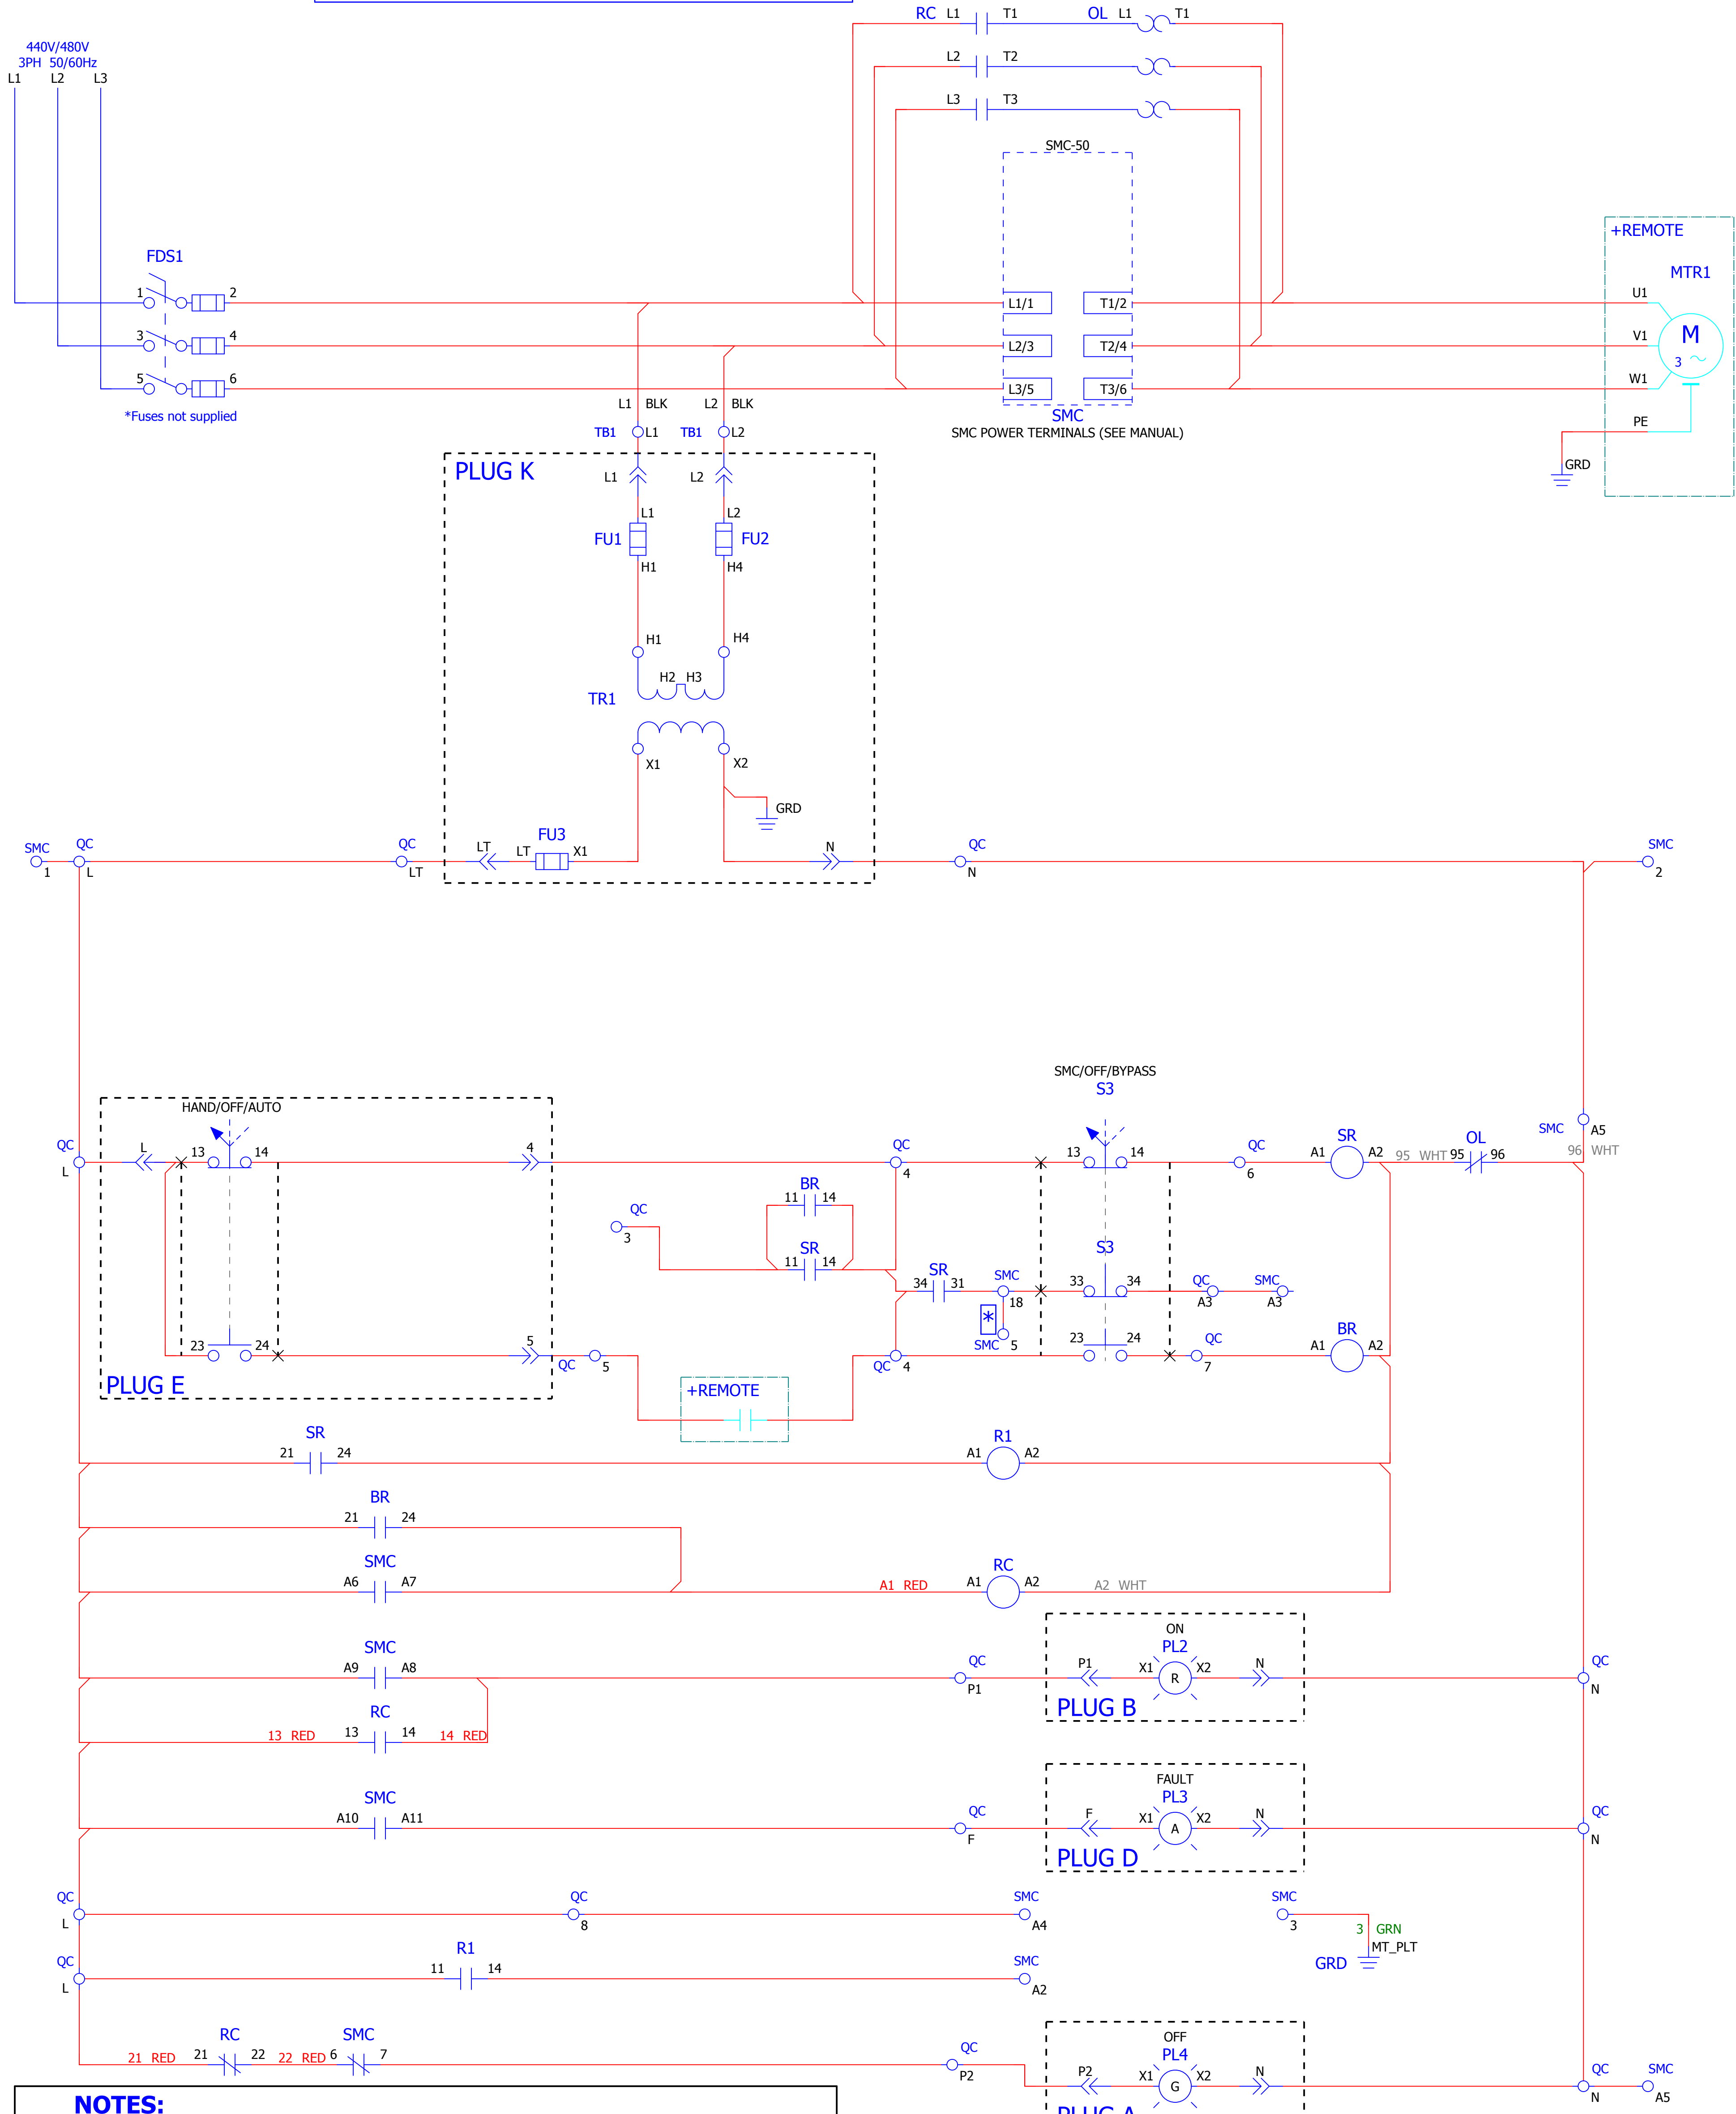 RC L1 T1 OL L1 T1
440V/480V
3PH 50/60Hz
L1 L2 L3
L2 T2
L3 T3
SMC-50
+REMOTE
MTR1
FDS1
1 2
L1/1 T1/2
U1
3 4
L2/3 T2/4
V1
M
3
5 6
L3/5 T3/6
W1
*Fuses not supplied
L1 BLK L2 BLK
SMC
SMC POWER TERMINALS (SEE MANUAL)
PE
TB1 L1 TB1 L2
GRD
PLUG K
L1 L2
L1 L2
FU1 FU2
H1 H4
H1 H4
H2 H3
TR1
X1 X2
GRD
SMC QC QC FU3 QC SMC
LT LT X1 N
1 L LT N 2
SMC/OFF/BYPASS
S3
HAND/OFF/AUTO
SMC A5
QC L 13 14 4 QC 13 14 QC SR OL
A1 A2 95 WHT 95 96 96 WHT
L 4 6
BR
11 14
QC
3
SR
11 14
S3
SR
34 31 SMC 33 34 QC SMC
18 A3 A3
*
SMC 5
23 24 5 23 24 QC BR
A1 A2
QC 5 QC 4 7
PLUG E
+REMOTE
SR
21 24
R1
A1 A2
BR
21 24
SMC
A6 A7
RC
A1 RED A1 A2 A2 WHT
ON
SMC PL2
A9 A8 QC P1 X1 R X2 N QC
P1 N
PLUG B
RC
13 RED 13 14 14 RED
FAULT
SMC PL3
A10 A11 QC F X1 A X2 N QC
F N
PLUG D
QC QC SMC SMC
L 8 A4 3
3 GRN
MT_PLT
GRD
QC R1 SMC
L 11 14 A2
OFF
RC SMC PL4
21 RED 21 22 22 RED 6 7 QC P2 X1 G X2 N QC SMC
P2 N A5
NOTES:
PLUG A